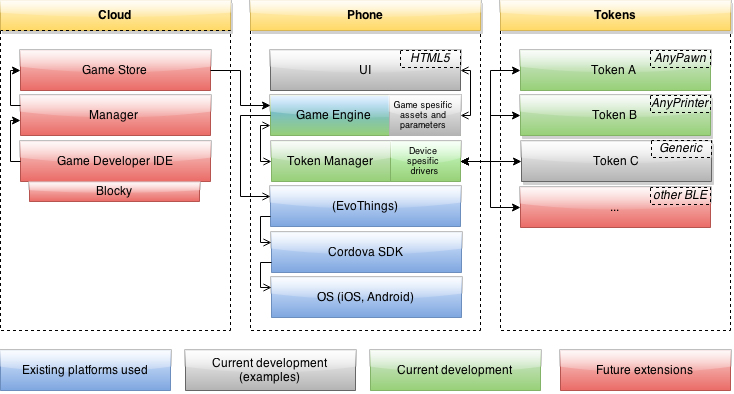 Cloud
Phone
Tokens
Game Store
Manager
Game Developer IDE
Blocky
UI
HTML5
Game Engine
Game spesific
assets and
parameters
Token Manager
Device
spesific
drivers
(EvoThings)
Cordova SDK
OS (iOS, Android)
Token A
AnyPawn
Token B
AnyPrinter
Token C
Generic
...
other BLE
Existing platforms used
Current development
(examples)
Current development
Future extensions